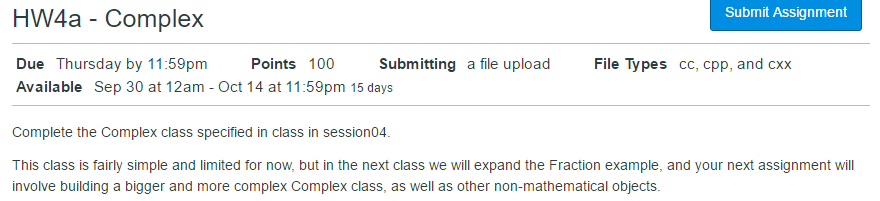 HW4a - Complex
Submit Assignment
Due Thursday by 11:59pm Points 100 Submitting a file upload File Types cc, cpp, and cxx
Available Sep 30 at 12am - Oct 14 at 11:59pm 15 days
Complete the Complex class specified in class in session04.
This class is fairly simple and limited for now, but in the next class we will expand the Fraction example, and your next assignment will
involve building a bigger and more complex Complex class, as well as other non-mathematical objects.